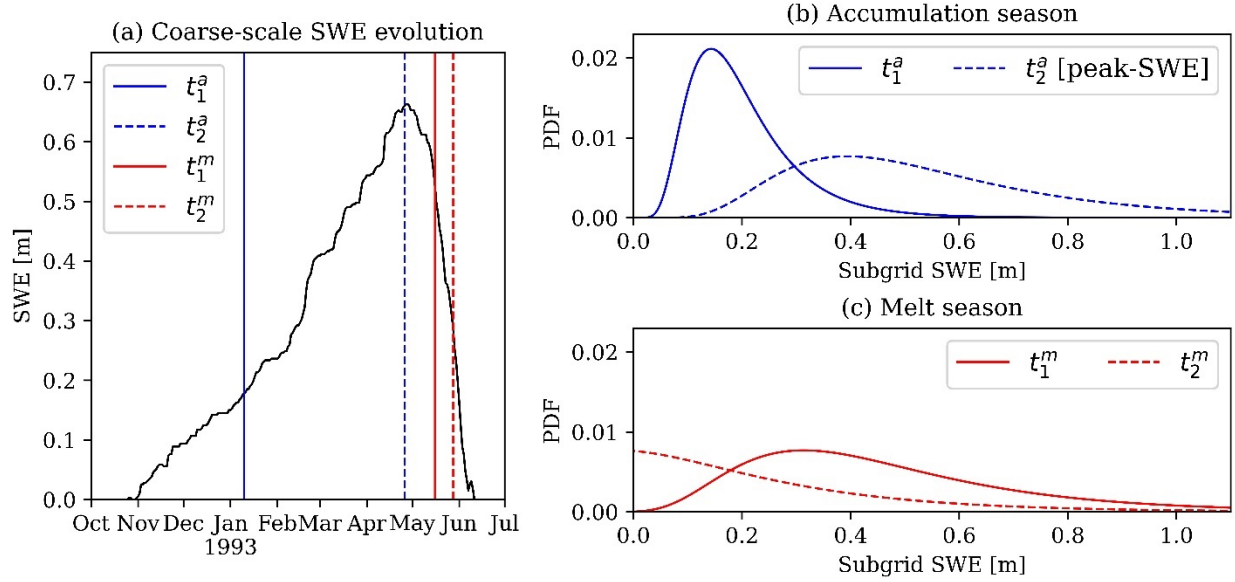 (a) Coarse-scale SWE evolution
SWE [m]
0.7
0.6
0.5
0.4
0.3
0.2
0.1
0.0
t₁ᵃ
t₂ᵃ
t₁ᵐ
t₂ᵐ
Oct Nov Dec Jan Feb Mar Apr May Jun Jul
1993
(b) Accumulation season
PDF
0.02
0.01
0.00
t₁ᵃ t₂ᵃ [peak-SWE]
0.0 0.2 0.4 0.6 0.8 1.0
Subgrid SWE [m]
(c) Melt season
PDF
0.02
0.01
0.00
t₁ᵐ t₂ᵐ
0.0 0.2 0.4 0.6 0.8 1.0
Subgrid SWE [m]